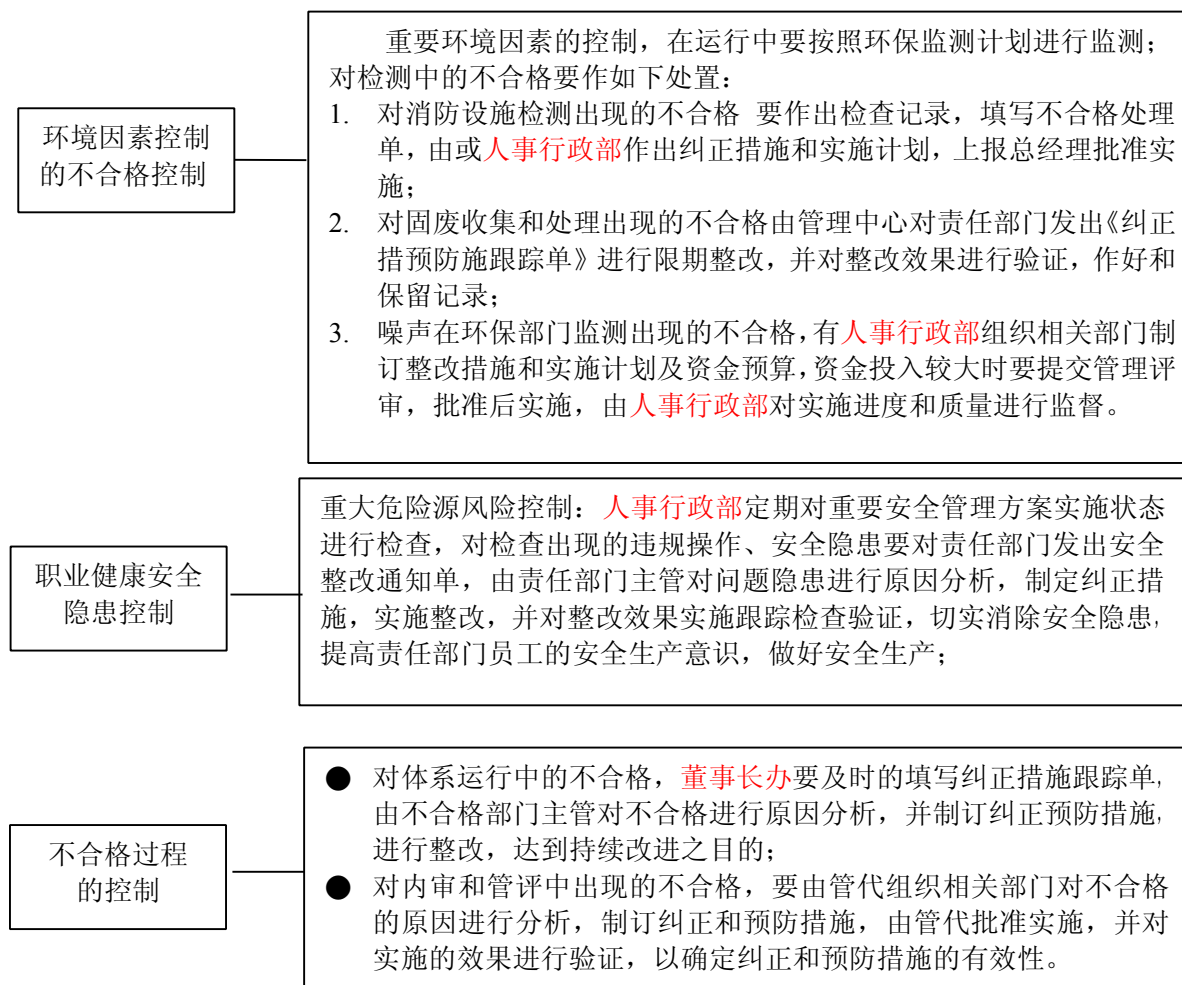 重要环境因素的控制，在运行中要按照环保监测计划进行监测；
对检测中的不合格要作如下处置：
1. 对消防设施检测出现的不合格 要作出检查记录，填写不合格处理
单，由或人事行政部作出纠正措施和实施计划，上报总经理批准实
施；
2. 对固废收集和处理出现的不合格由管理中心对责任部门发出《纠正
措预防施跟踪单》进行限期整改，并对整改效果进行验证，作好和
保留记录；
3. 噪声在环保部门监测出现的不合格，有人事行政部组织相关部门制
订整改措施和实施计划及资金预算，资金投入较大时要提交管理评
审，批准后实施，由人事行政部对实施进度和质量进行监督。
环境因素控制
的不合格控制
重大危险源风险控制：人事行政部定期对重要安全管理方案实施状态
进行检查，对检查出现的违规操作、安全隐患要对责任部门发出安全
整改通知单，由责任部门主管对问题隐患进行原因分析，制定纠正措
施，实施整改，并对整改效果实施跟踪检查验证，切实消除安全隐患，
提高责任部门员工的安全生产意识，做好安全生产；
职业健康安全
隐患控制
● 对体系运行中的不合格，董事长办要及时的填写纠正措施跟踪单，
由不合格部门主管对不合格进行原因分析，并制订纠正预防措施，
进行整改，达到持续改进之目的；
● 对内审和管评中出现的不合格，要由管代组织相关部门对不合格
的原因进行分析，制订纠正和预防措施，由管代批准实施，并对
实施的效果进行验证，以确定纠正和预防措施的有效性。
不合格过程
的控制